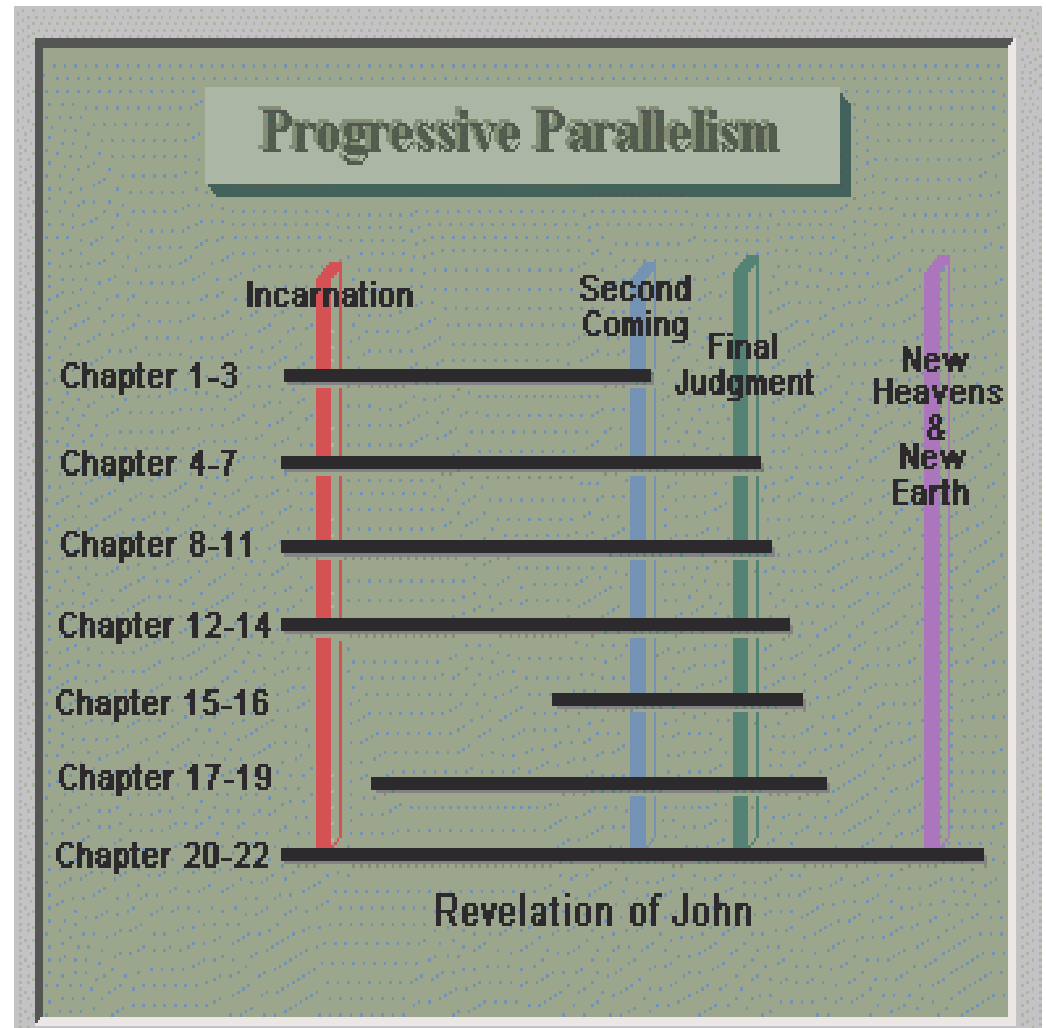 Progressive Parallelism
Incarnation
Second
Coming
Final
Judgment
New
Heavens
&
New
Earth
Chapter 1-3
Chapter 4-7
Chapter 8-11
Chapter 12-14
Chapter 15-16
Chapter 17-19
Chapter 20-22
Revelation of John